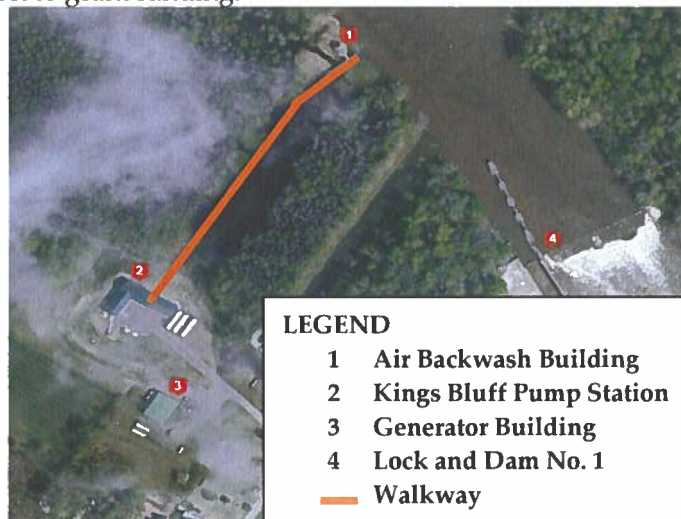 1
2
3
4
LEGEND
1 Air Backwash Building
2 Kings Bluff Pump Station
3 Generator Building
4 Lock and Dam No. 1
Walkway